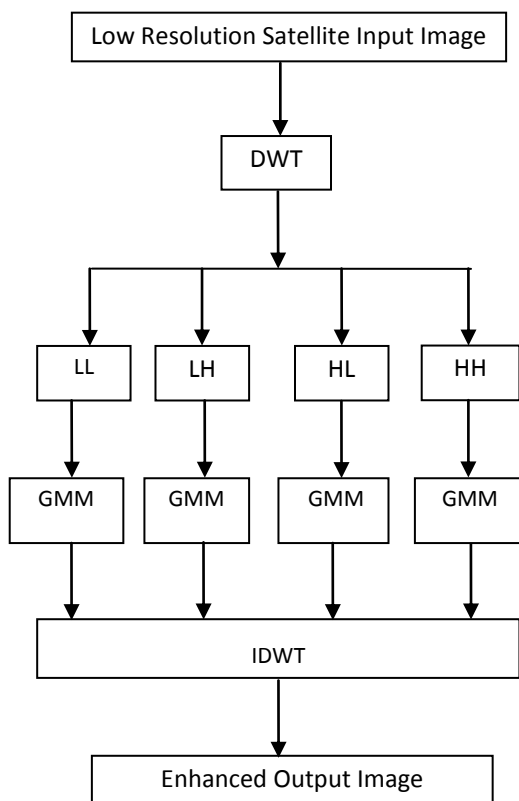 Low Resolution Satellite Input Image
DWT
LL LH HL HH
GMM GMM GMM GMM
IDWT
Enhanced Output Image